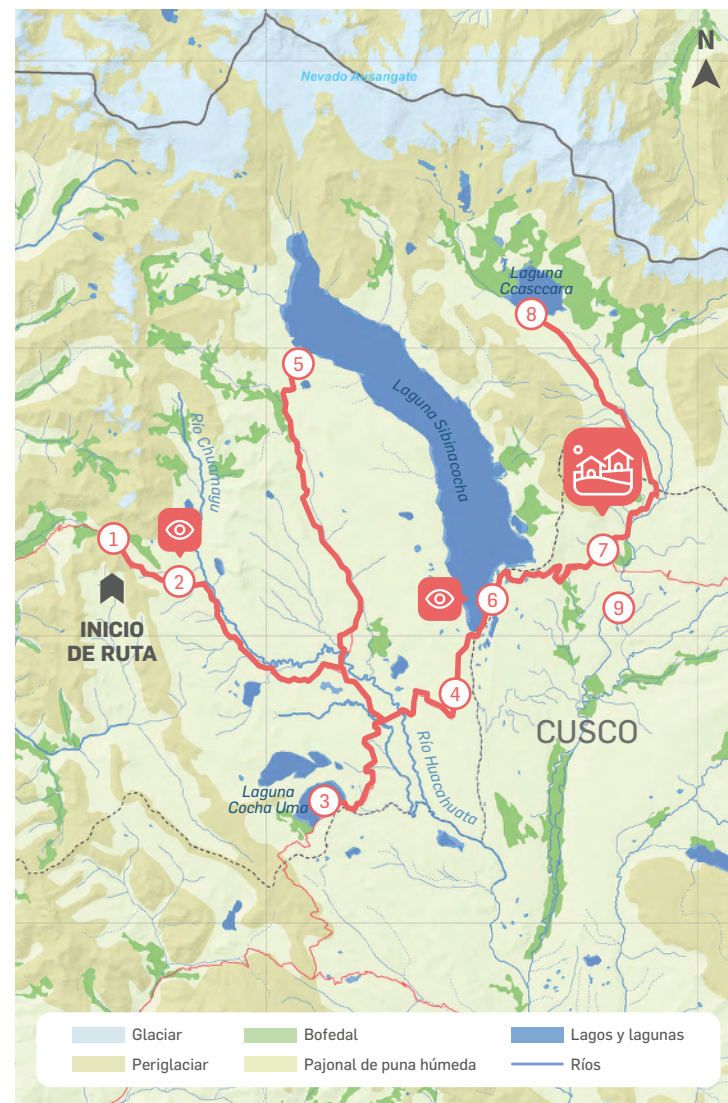 N
Nevado Ausangate
Laguna
Ccasccara
8
5
Laguna Sibinacocha
Río Chuamayu
1
2
7
6
9
INICIO
DE RUTA
4
CUSCO
Río Huacahuata
Laguna
Cocha Uma
3
Glaciar
Bofedal
Lagos y lagunas
Periglaciar
Pajonal de puna húmeda
Ríos